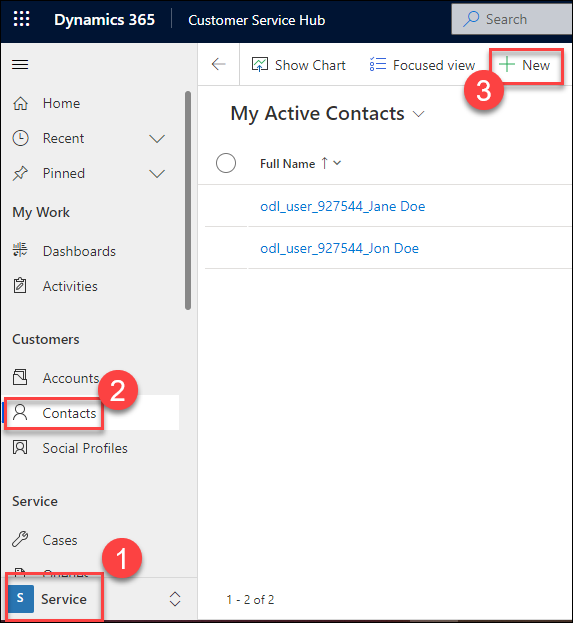 Dynamics 365
Customer Service Hub
Search
Show Chart
Focused view
New
3
Home
Recent
Pinned
My Active Contacts
Full Name
odl_user_927544_Jane Doe
odl_user_927544_Jon Doe
My Work
Dashboards
Activities
Customers
Accounts
2
Contacts
Social Profiles
Service
Cases
1
Queues
S Service
1 - 2 of 2